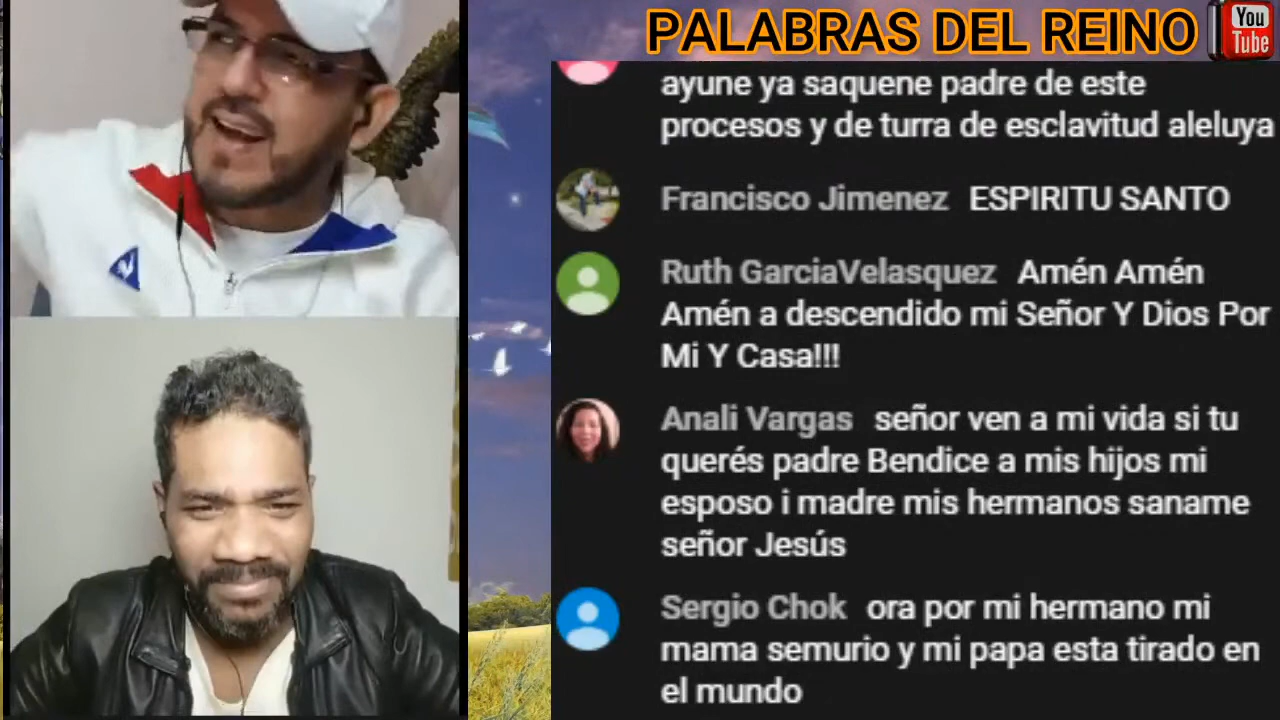 PALABRAS DEL REINO
You
Tube
ayune ya saquene padre de este
procesos y de turra de esclavitud aleluya
Francisco Jimenez ESPIRITU SANTO
Ruth GarciaVelasquez Amén Amén
Amén a descendido mi Señor Y Dios Por
Mi Y Casa!!!
Anali Vargas señor ven a mi vida si tu
querés padre Bendice a mis hijos mi
esposo i madre mis hermanos saname
señor Jesús
Sergio Chok ora por mi hermano mi
mama semurio y mi papa esta tirado en
el mundo